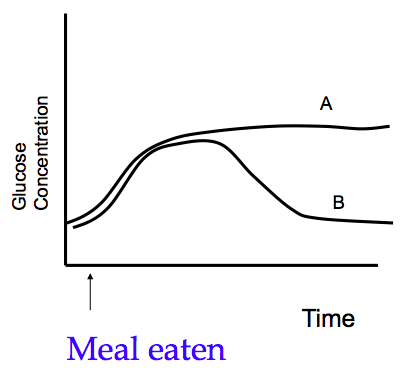 A
Glucose
Concentration
B
Time
Meal eaten